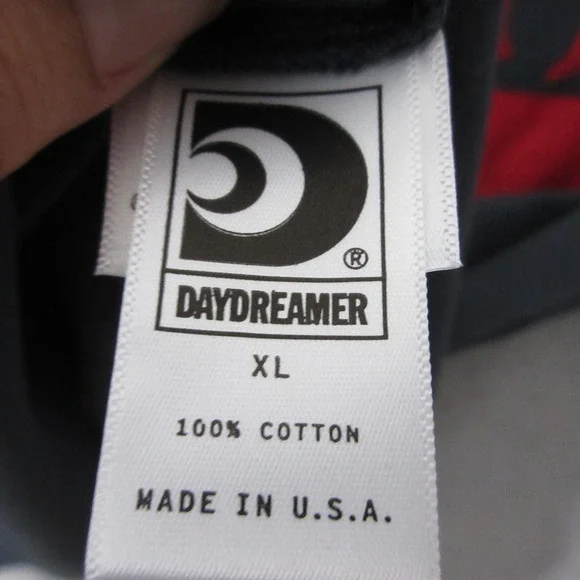 ®
DAYDREAMER
XL
100% COTTON
MADE IN U.S.A.